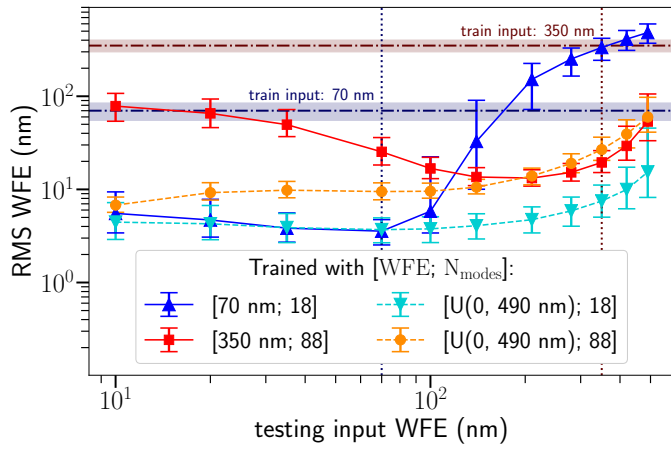 train input: 350 nm
10³
train input: 70 nm
10²
10¹
10⁰
RMS WFE (nm)
Trained with [WFE; N_modes]:
[70 nm; 18]
[U(0, 490 nm); 18]
[350 nm; 88]
[U(0, 490 nm); 88]
10¹
10²
testing input WFE (nm)